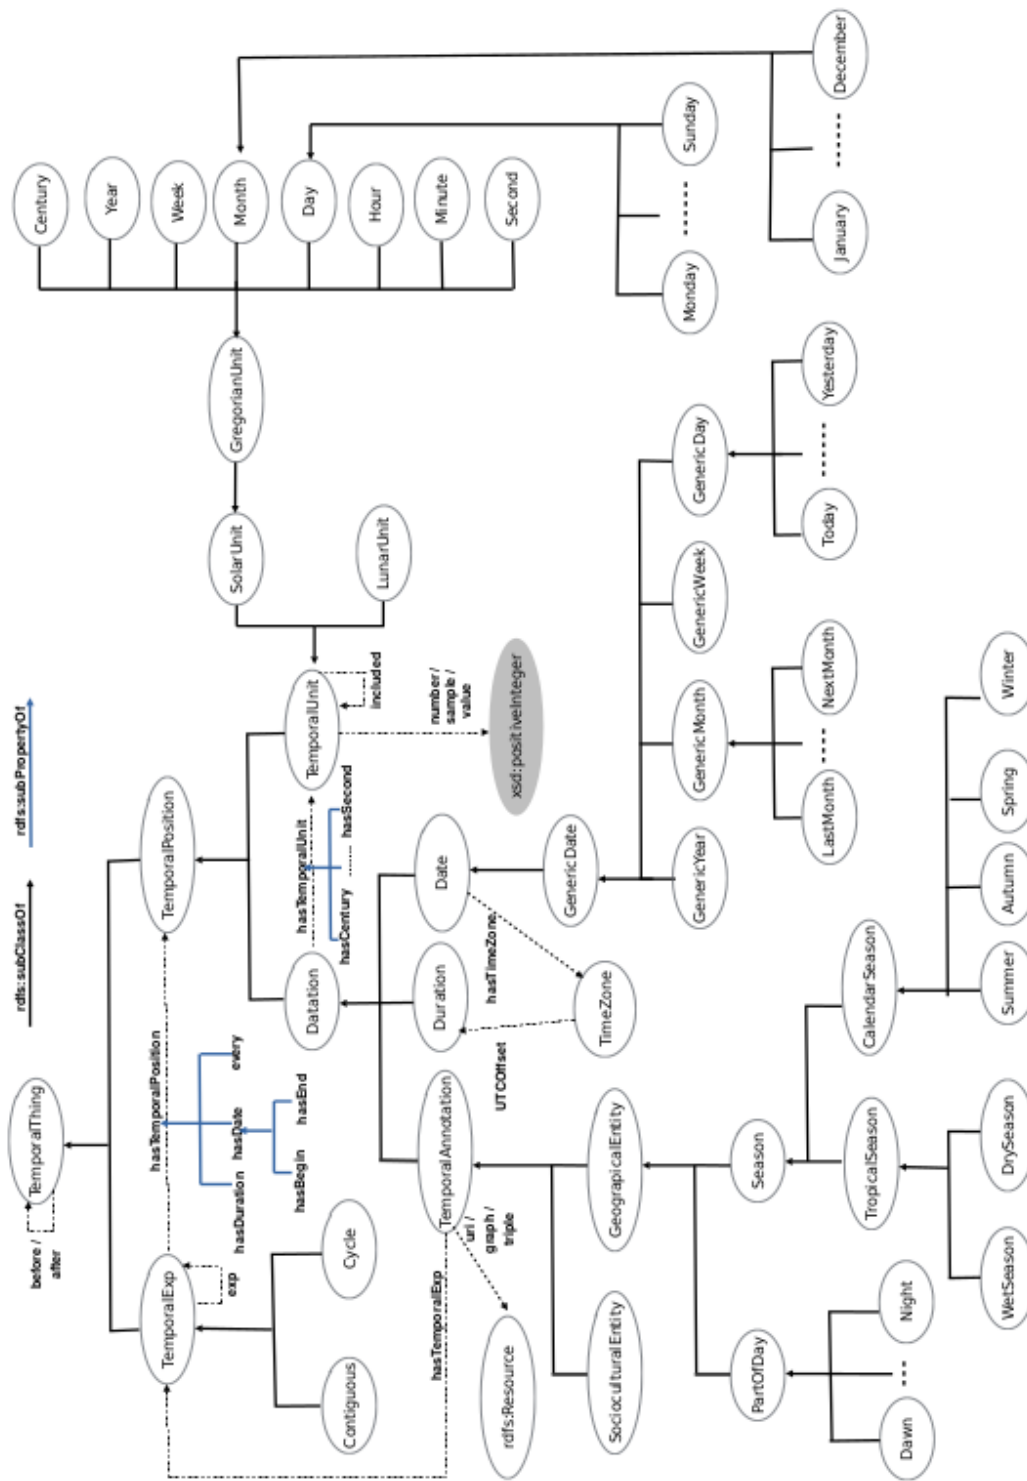 rdfs:subClassOf
rdfs:subPropertyOf
TemporalThing
before /
after
TemporalExp
exp
hasTemporalPosition
hasDuration
hasDate
every
hasBegin
hasEnd
TemporalPosition
Contiguous
Cycle
Datation
hasTemporalUnit
hasCentury
hasSecond
TemporalUnit
included
number /
sample /
value
xsd:positiveInteger
SolarUnit
LunarUnit
GregorianUnit
Century
Year
Week
Month
Day
Hour
Minute
Second
Monday
Sunday
January
December
hasTemporalExp
TemporalAnnotation
Duration
Date
uri /
graph /
triple
rdfs:Resource
UTCOffset
hasTimeZone
TimeZone
GenericDate
SocioculturalEntity
GeograpicalEntity
GenericYear
GenericMonth
GenericWeek
GenericDay
PartOfDay
Season
LastMonth
NextMonth
Today
Yesterday
Dawn
Night
TropicalSeason
CalendarSeason
WetSeason
DrySeason
Summer
Autumn
Spring
Winter